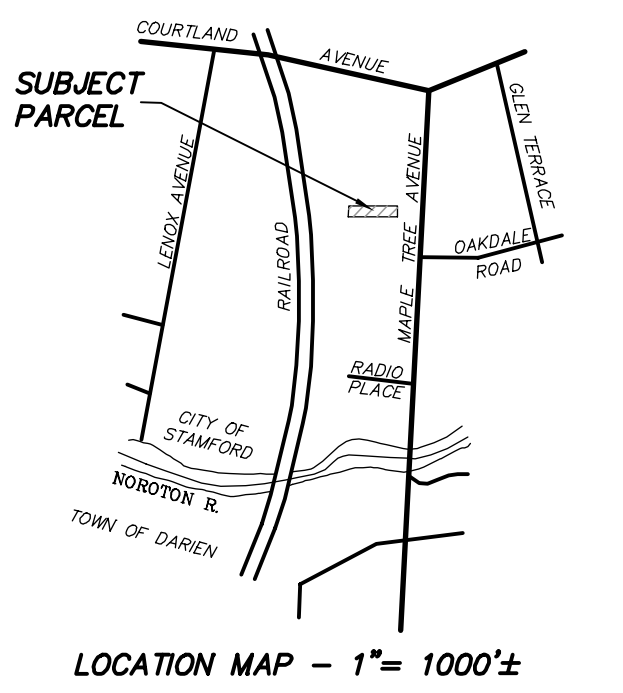 COURTLAND
AVENUE
SUBJECT
PARCEL
GLEN TERRACE
LENOX AVENUE
MAPLE TREE AVENUE
RAILROAD
OAKDALE
ROAD
RADIO
PLACE
CITY OF
STAMFORD
NOROTON R.
TOWN OF DARIEN
LOCATION MAP - 1"= 1000'±